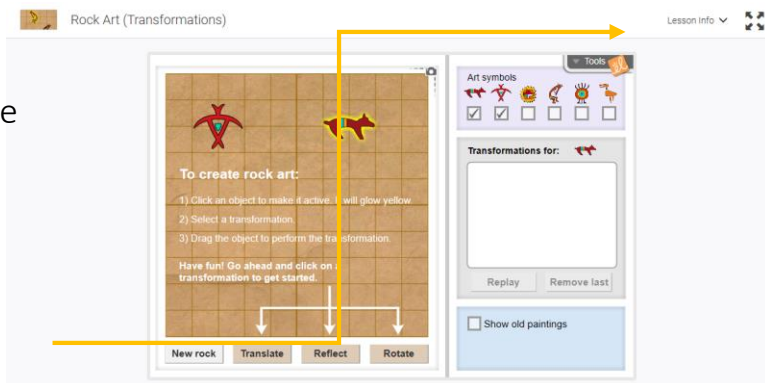 Rock Art (Transformations)
Lesson Info
e
Tools
Art symbols
To create rock art:
1) Click an object to make it active. It will glow yellow.
2) Select a transformation.
3) Drag the object to perform the transformation.
Have fun! Go ahead and click on a
transformation to get started.
New rock Translate Reflect Rotate
Transformations for:
Replay Remove last
Show old paintings